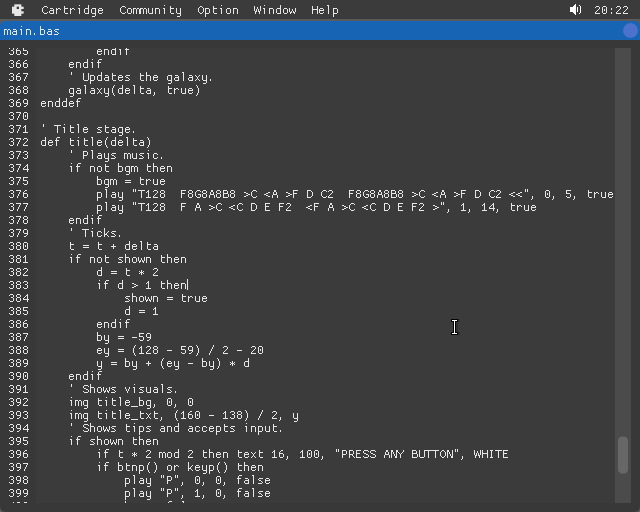 Cartridge Community Option Window Help 20:22
main.bas
365         endif
366     endif
367     ' Updates the galaxy.
368     galaxy(delta, true)
369 enddef
370
371 ' Title stage.
372 def title(delta)
373     ' Plays music.
374     if not bgm then
375         bgm = true
376         play "T128  F8G8A8B8 >C <A >F D C2  F8G8A8B8 >C <A >F D C2 <<", 0, 5, true
377         play "T128  F A >C <C D E F2  <F A >C <C D E F2 >", 1, 14, true
378     endif
379     ' Ticks.
380     t = t + delta
381     if not shown then
382         d = t * 2
383         if d > 1 then
384             shown = true
385             d = 1
386         endif
387         by = -59
388         ey = (128 - 59) / 2 - 20
389         y = by + (ey - by) * d
390     endif
391     ' Shows visuals.
392     img title_bg, 0, 0
393     img title_txt, (160 - 138) / 2, y
394     ' Shows tips and accepts input.
395     if shown then
396         if t * 2 mod 2 then text 16, 100, "PRESS ANY BUTTON", WHITE
397         if btnp() or keyp() then
398             play "P", 0, 0, false
399             play "P", 1, 0, false